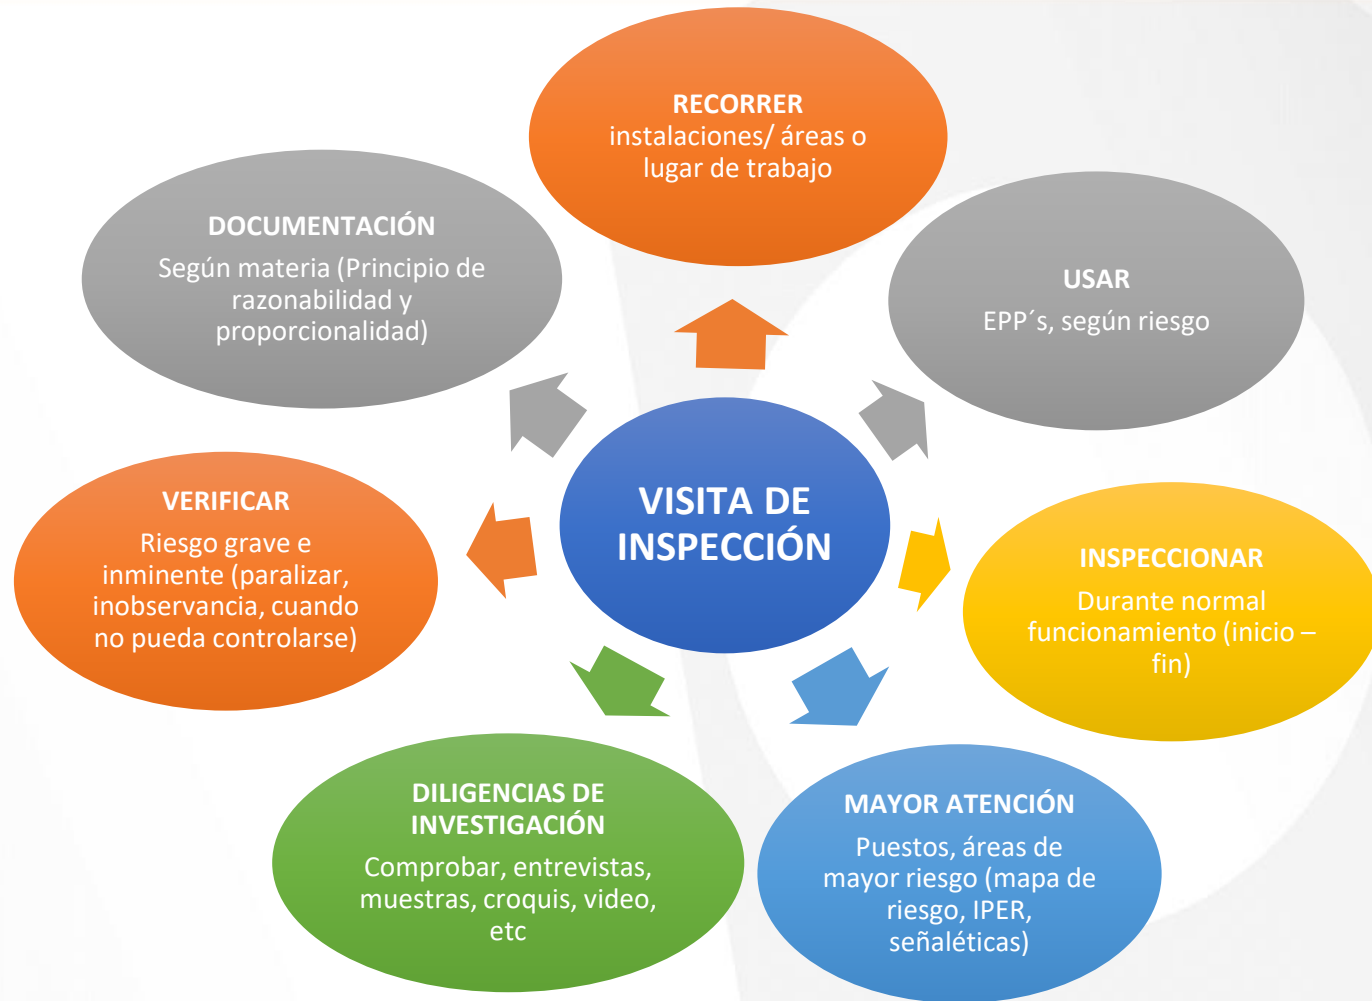 RECORRER
instalaciones/ áreas o
lugar de trabajo
USAR
EPP´s, según riesgo
INSPECCIONAR
Durante normal
funcionamiento (inicio –
fin)
MAYOR ATENCIÓN
Puestos, áreas de
mayor riesgo (mapa de
riesgo, IPER,
señaléticas)
DILIGENCIAS DE
INVESTIGACIÓN
Comprobar, entrevistas,
muestras, croquis, video,
etc
VERIFICAR
Riesgo grave e
inminente (paralizar,
inobservancia, cuando
no pueda controlarse)
DOCUMENTACIÓN
Según materia (Principio de
razonabilidad y
proporcionalidad)
VISITA DE
INSPECCIÓN